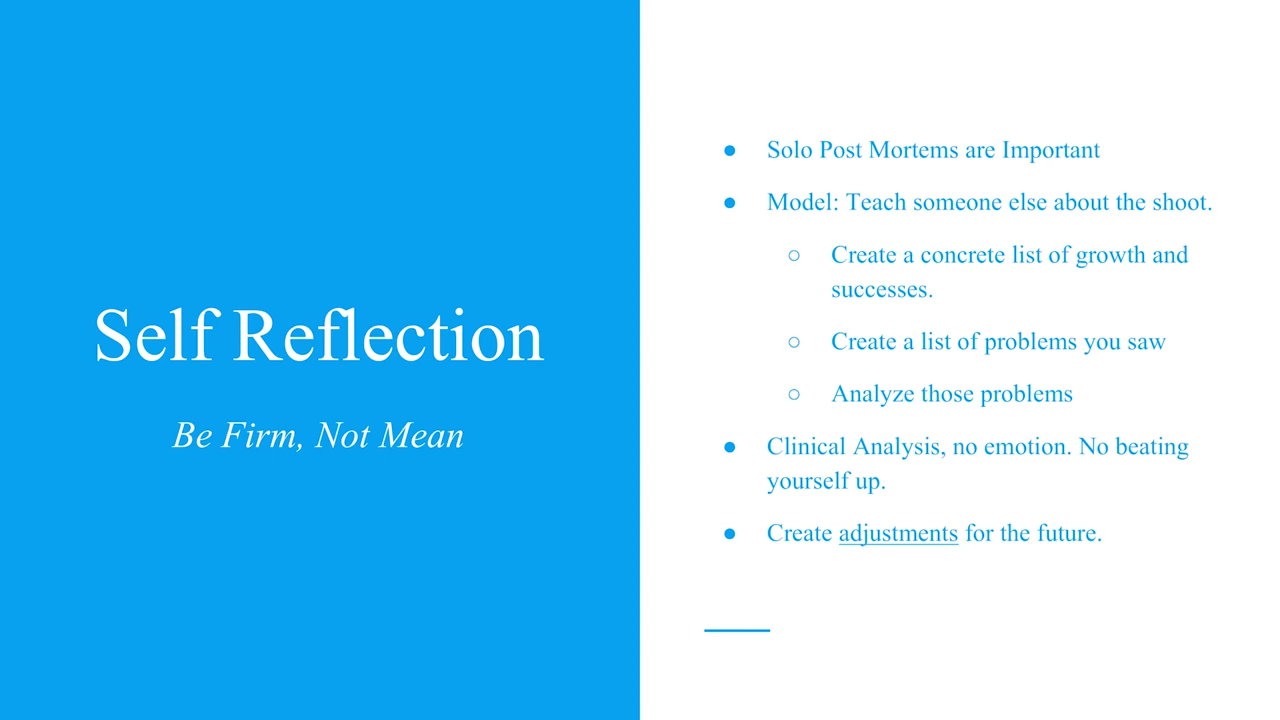 Self Reflection
Be Firm, Not Mean
● Solo Post Mortems are Important
● Model: Teach someone else about the shoot.
○ Create a concrete list of growth and
successes.
○ Create a list of problems you saw
○ Analyze those problems
● Clinical Analysis, no emotion. No beating
yourself up.
● Create adjustments for the future.